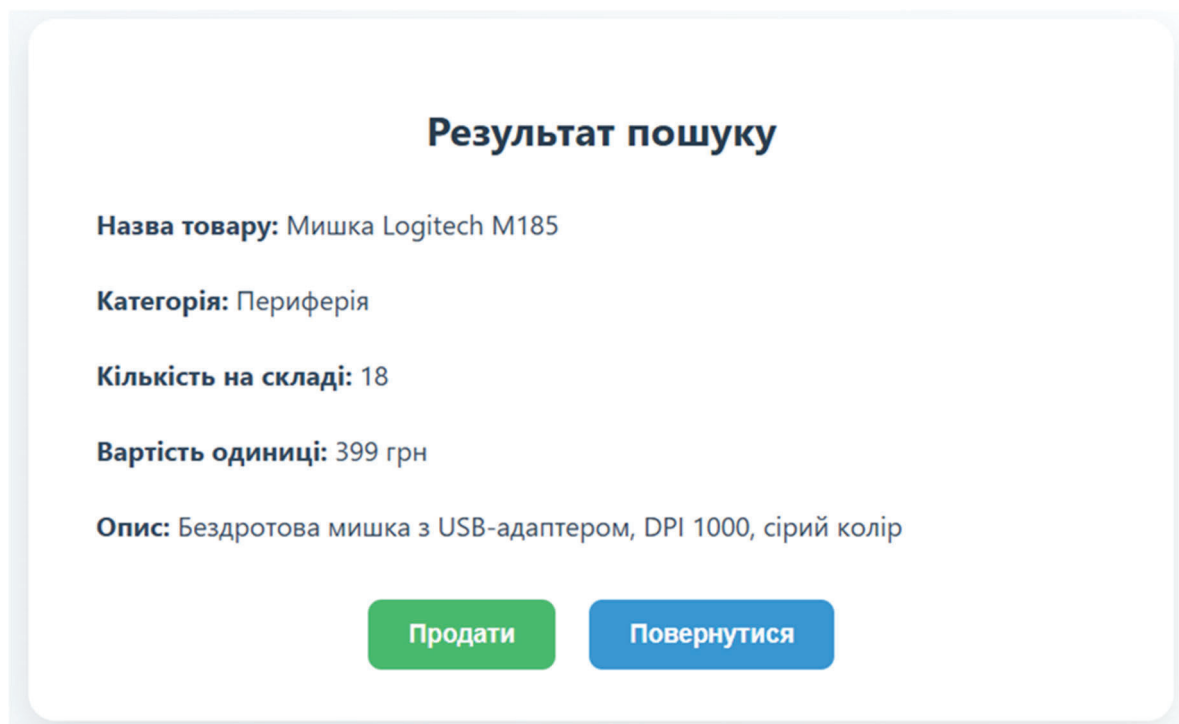 Результат пошуку
Назва товару: Мишка Logitech M185
Категорія: Периферія
Кількість на складі: 18
Вартість одиниці: 399 грн
Опис: Бездротова мишка з USB-адаптером, DPI 1000, сірий колір
Продати Повернутися